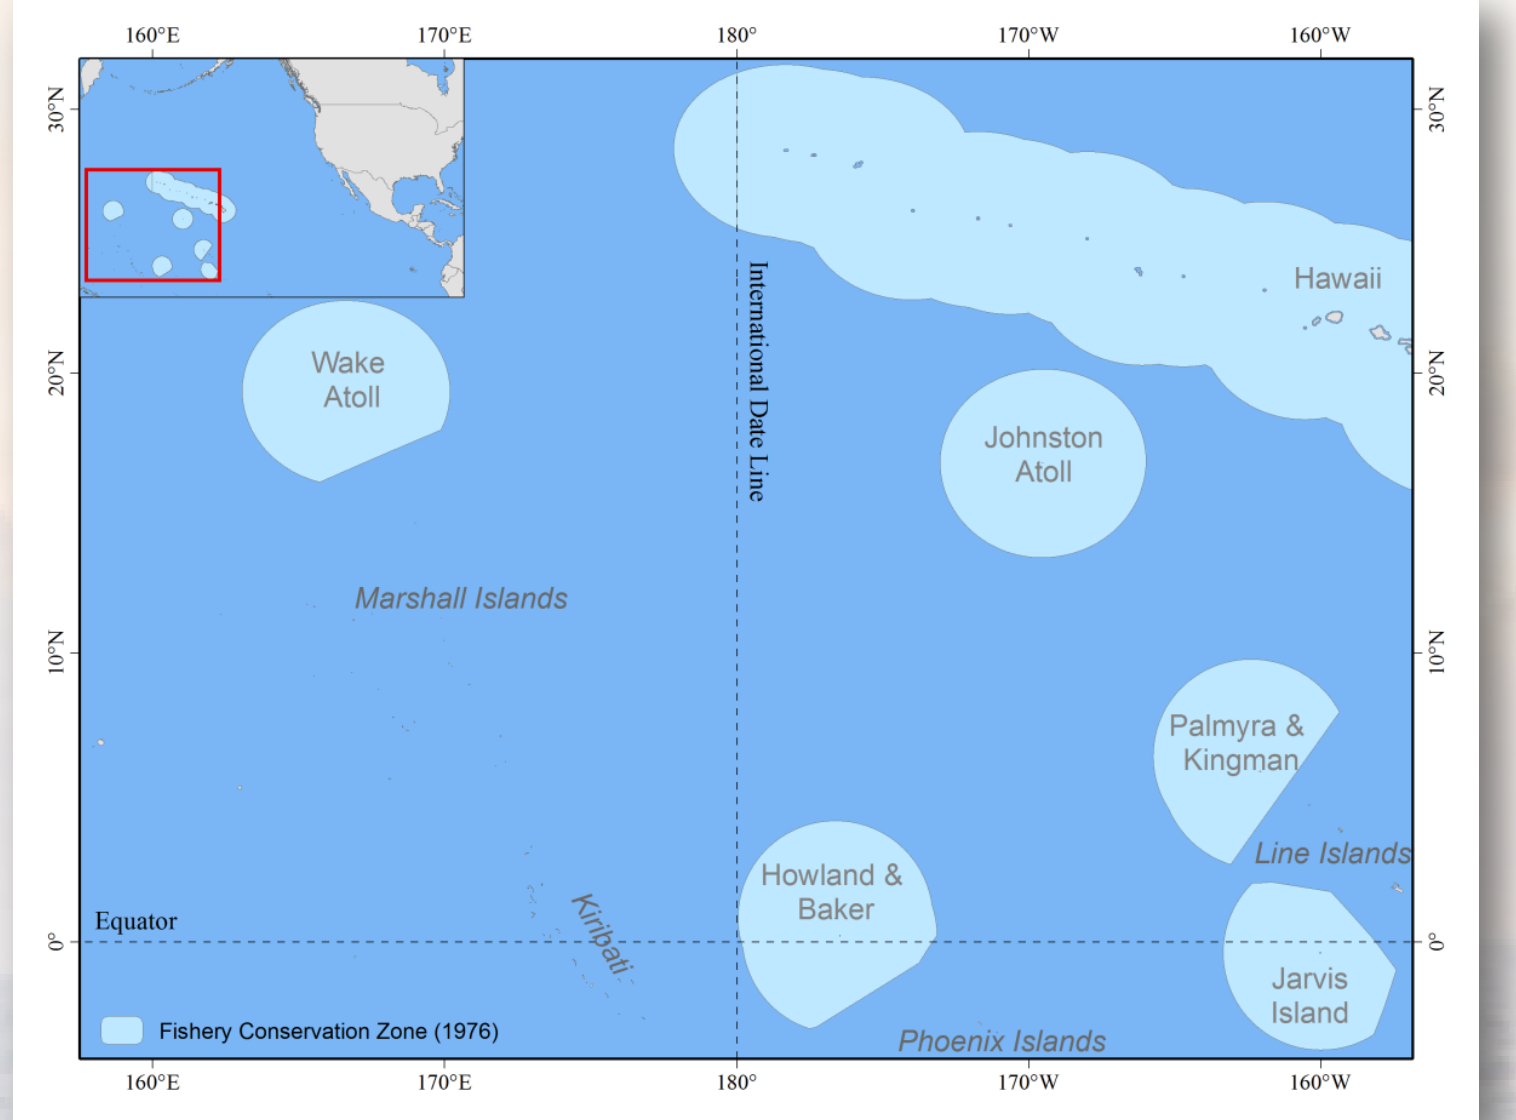 160°E
170°E
180°
170°W
160°W
30°N
30°N
Hawaii
International Date Line
Wake
Atoll
20°N
20°N
Johnston
Atoll
Marshall Islands
10°N
10°N
Palmyra &
Kingman
Line Islands
Howland &
Baker
Kiribati
Equator
0°
0°
Jarvis
Island
Fishery Conservation Zone (1976)
Phoenix Islands
160°E
170°E
180°
170°W
160°W